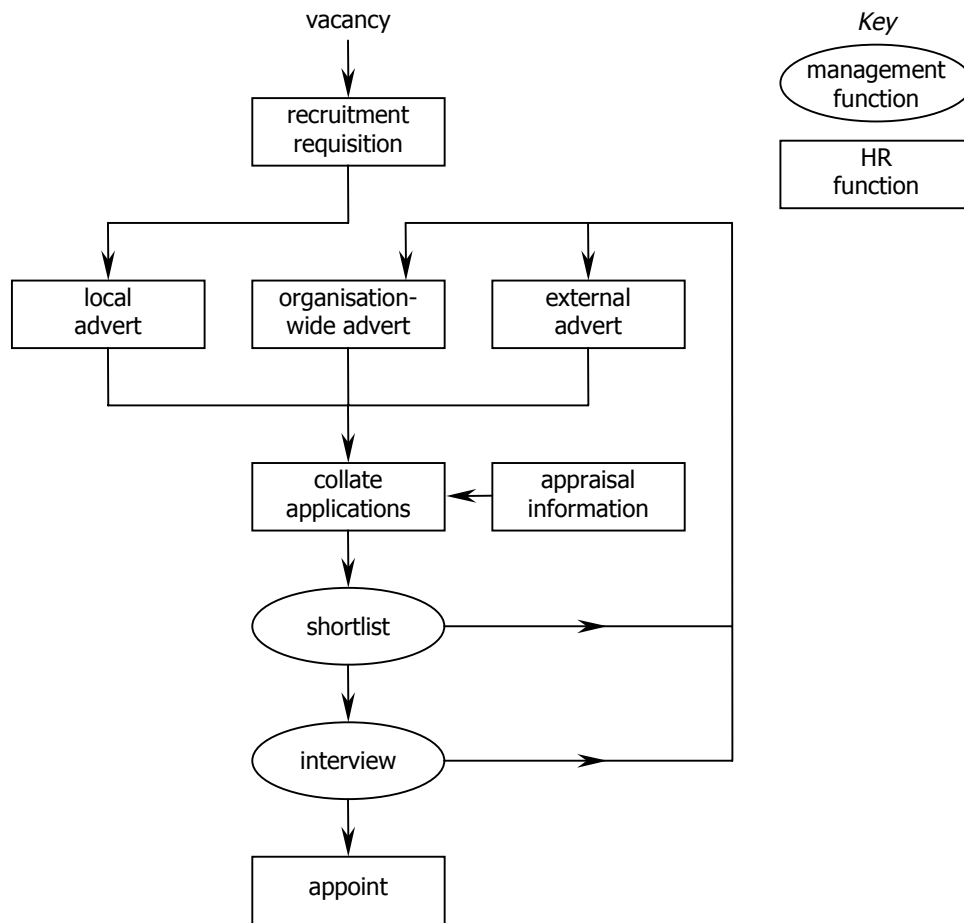 vacancy
Key
management
function
recruitment
requisition
HR
function
local
advert
organisation-
wide advert
external
advert
collate
applications
appraisal
information
shortlist
interview
appoint